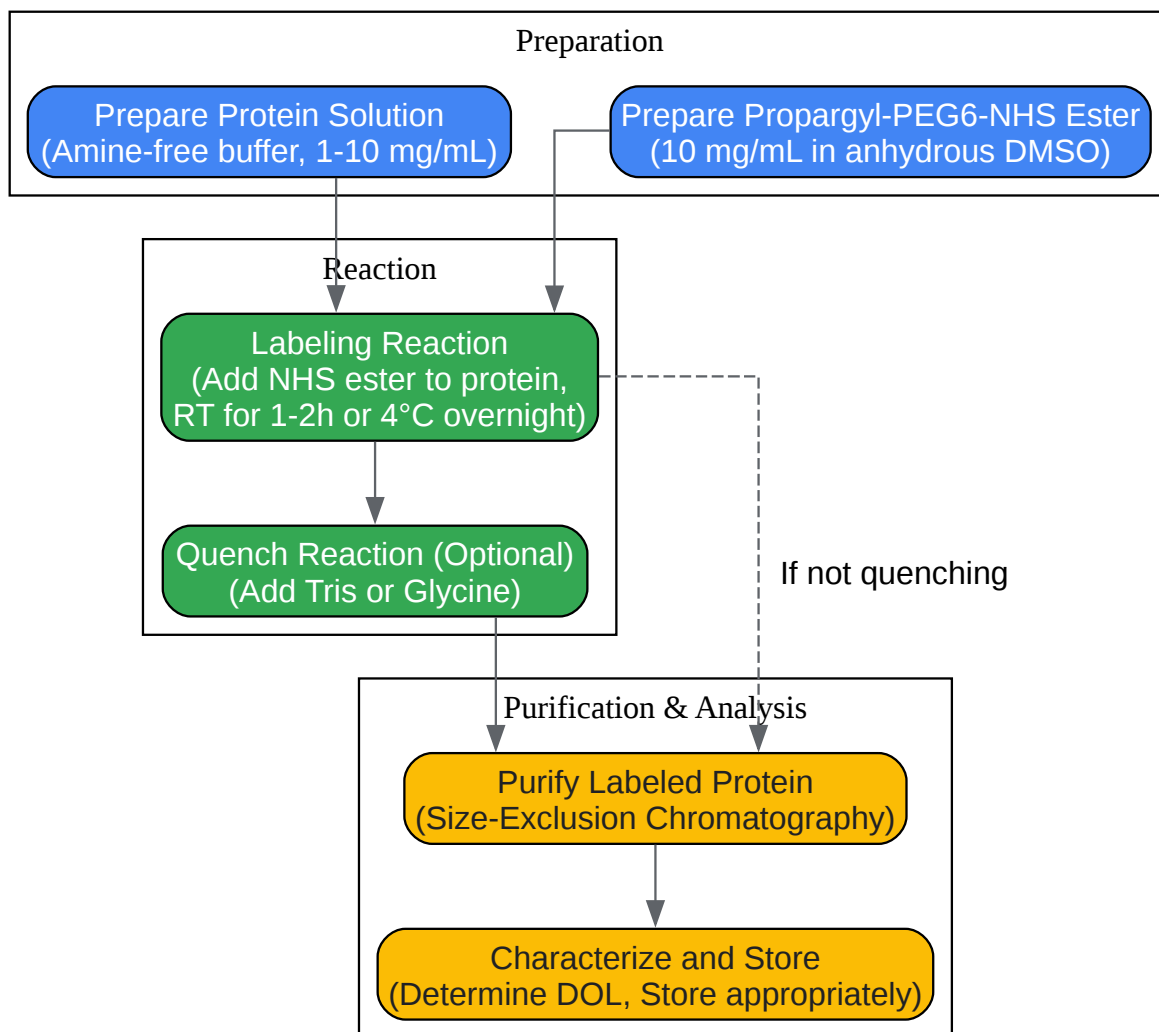 Preparation
Prepare Protein Solution
(Amine-free buffer, 1-10 mg/mL)
Prepare Propargyl-PEG6-NHS Ester
(10 mg/mL in anhydrous DMSO)
Reaction
Labeling Reaction
(Add NHS ester to protein,
RT for 1-2h or 4°C overnight)
Quench Reaction (Optional)
(Add Tris or Glycine)
If not quenching
Purification & Analysis
Purify Labeled Protein
(Size-Exclusion Chromatography)
Characterize and Store
(Determine DOL, Store appropriately)